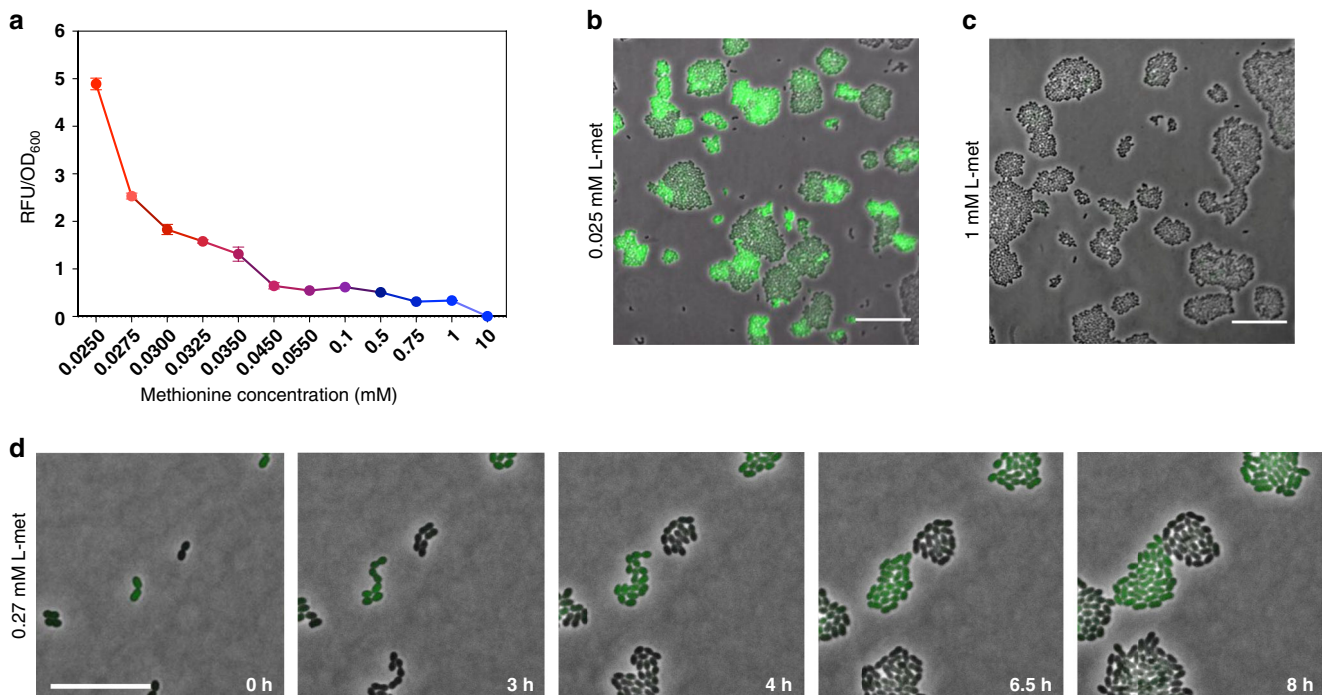 a
6
5
4
3
2
1
0
RFU/OD600
0.0250
0.0275
0.0300
0.0325
0.0350
0.0450
0.0550
0.1
0.5
0.75
1
10
Methionine concentration (mM)
b
0.025 mM L-met
c
1 mM L-met
d
0.27 mM L-met
0 h
3 h
4 h
6.5 h
8 h